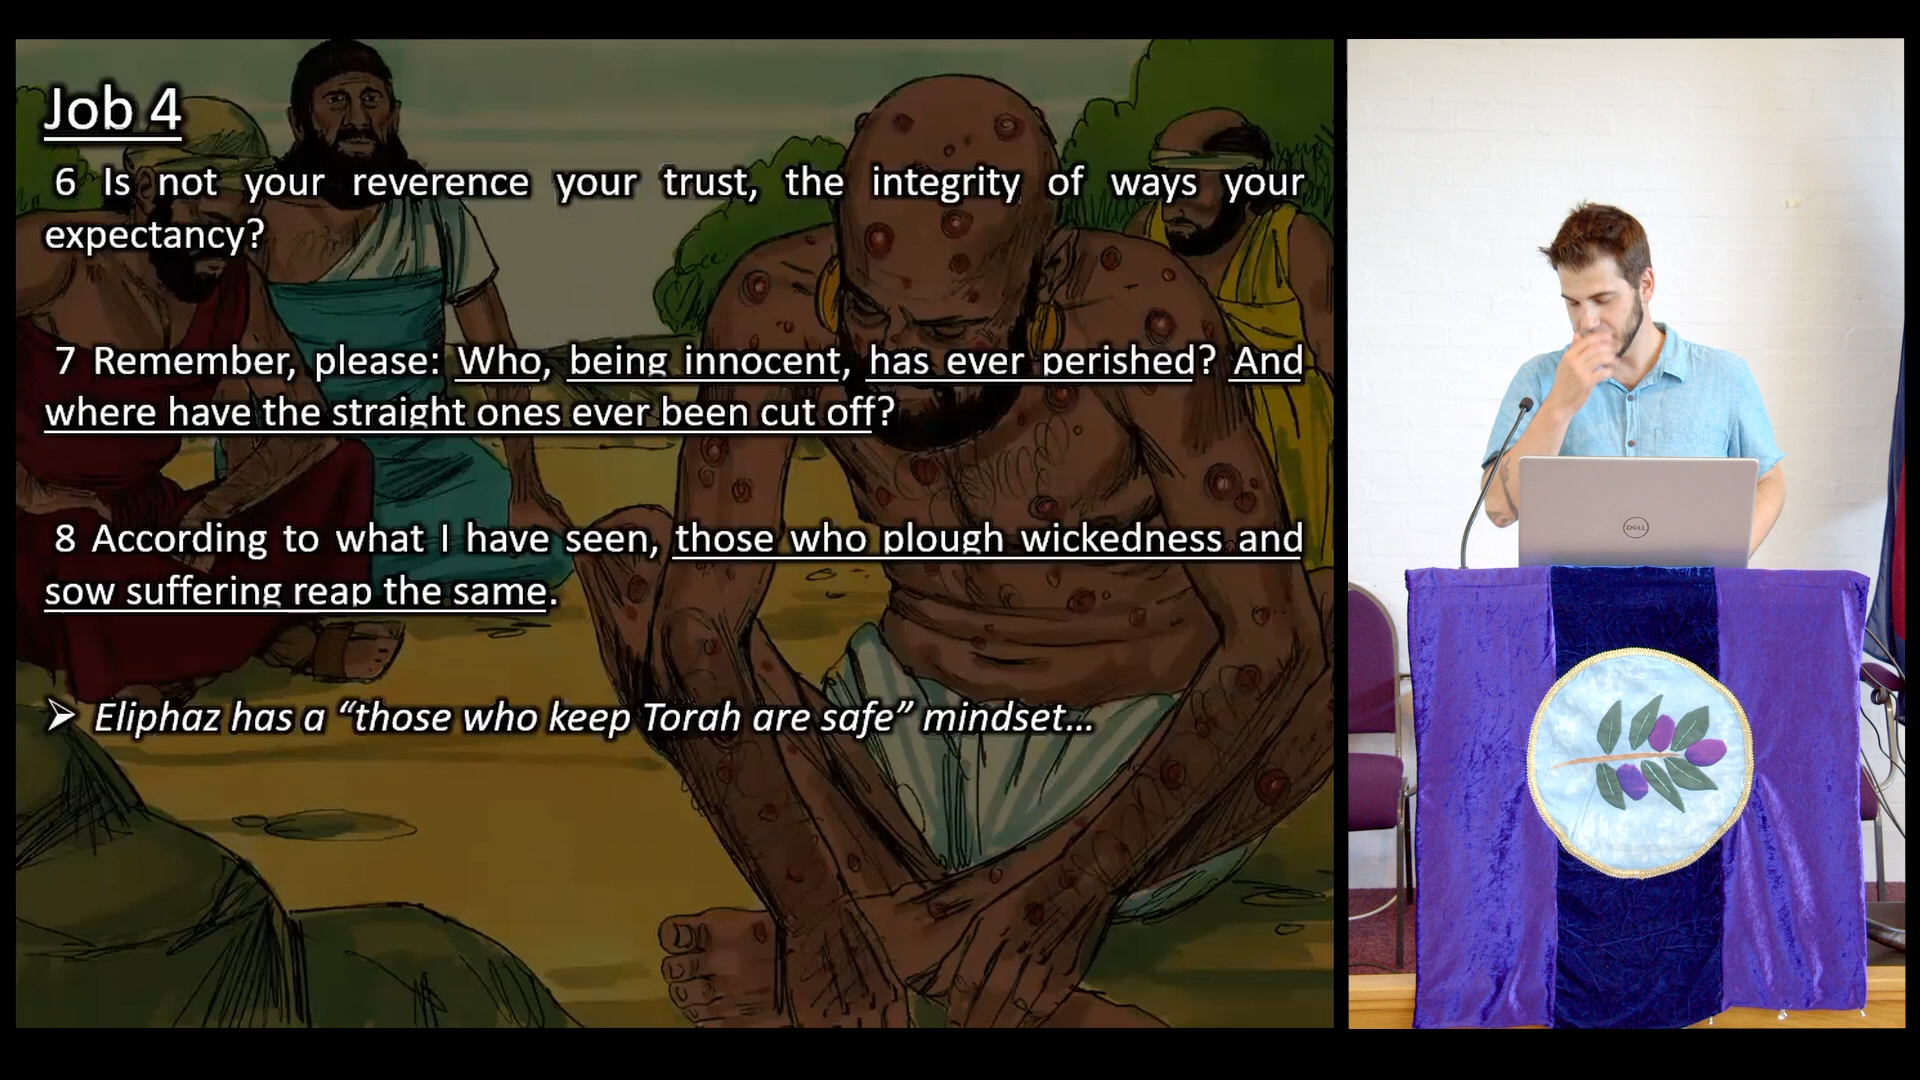 Job 4
6 Is not your reverence your trust, the integrity of ways your
expectancy?
7 Remember, please: Who, being innocent, has ever perished? And
where have the straight ones ever been cut off?
8 According to what I have seen, those who plough wickedness and
sow suffering reap the same.
➢ Eliphaz has a “those who keep Torah are safe” mindset…
DELL